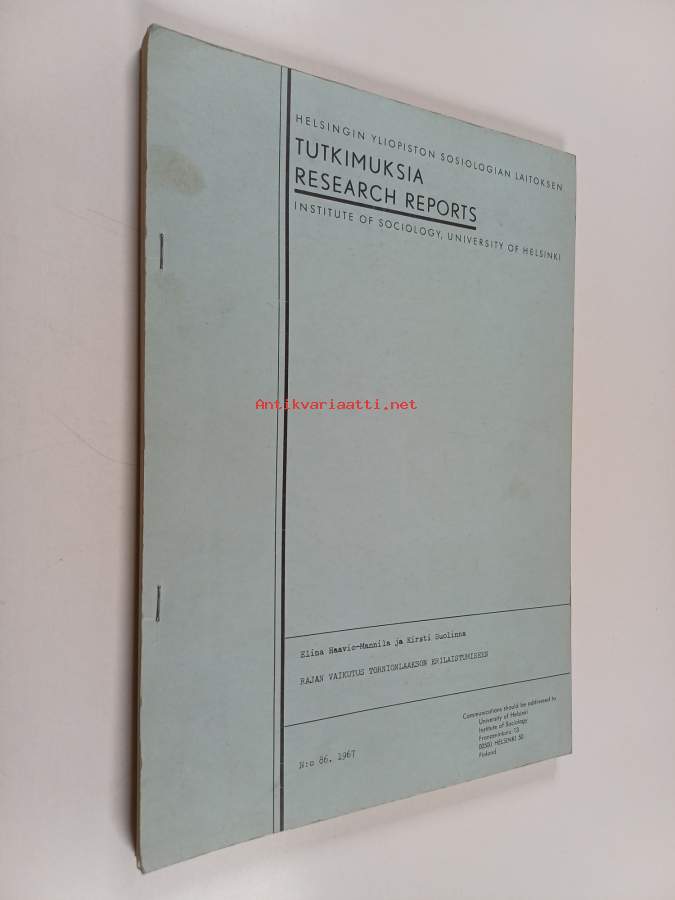 HELSINGIN YLIOPISTON SOSIOLOGIAN LAITOKSEN
TUTKIMUKSIA
RESEARCH REPORTS
INSTITUTE OF SOCIOLOGY, UNIVERSITY OF HELSINKI
Antikvariaatti.net
Elina Haavio-Mannila ja Kirsti Suolinna
RAJAN VAIKUTUS TORNIONLAAKSON ERILAISTUMISEEN
Communications should be addressed to
University of Helsinki
Institute of Sociology
Franzeninkatu 13
00500 HELSINKI 50
Finland
N:o 86, 1967